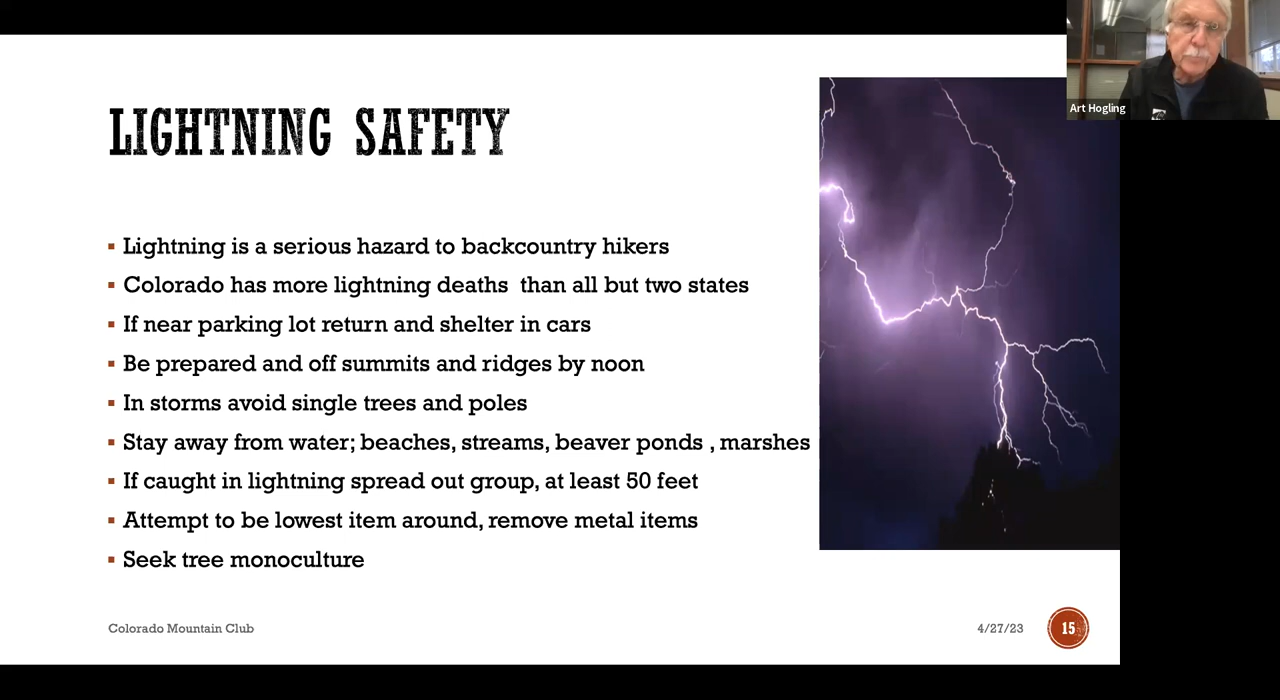 Art Hogling
LIGHTNING SAFETY
Lightning is a serious hazard to backcountry hikers
Colorado has more lightning deaths  than all but two states
If near parking lot return and shelter in cars
Be prepared and off summits and ridges by noon
In storms avoid single trees and poles
Stay away from water; beaches, streams, beaver ponds , marshes
If caught in lightning spread out group, at least 50 feet
Attempt to be lowest item around, remove metal items
Seek tree monoculture
Colorado Mountain Club
4/27/23
15